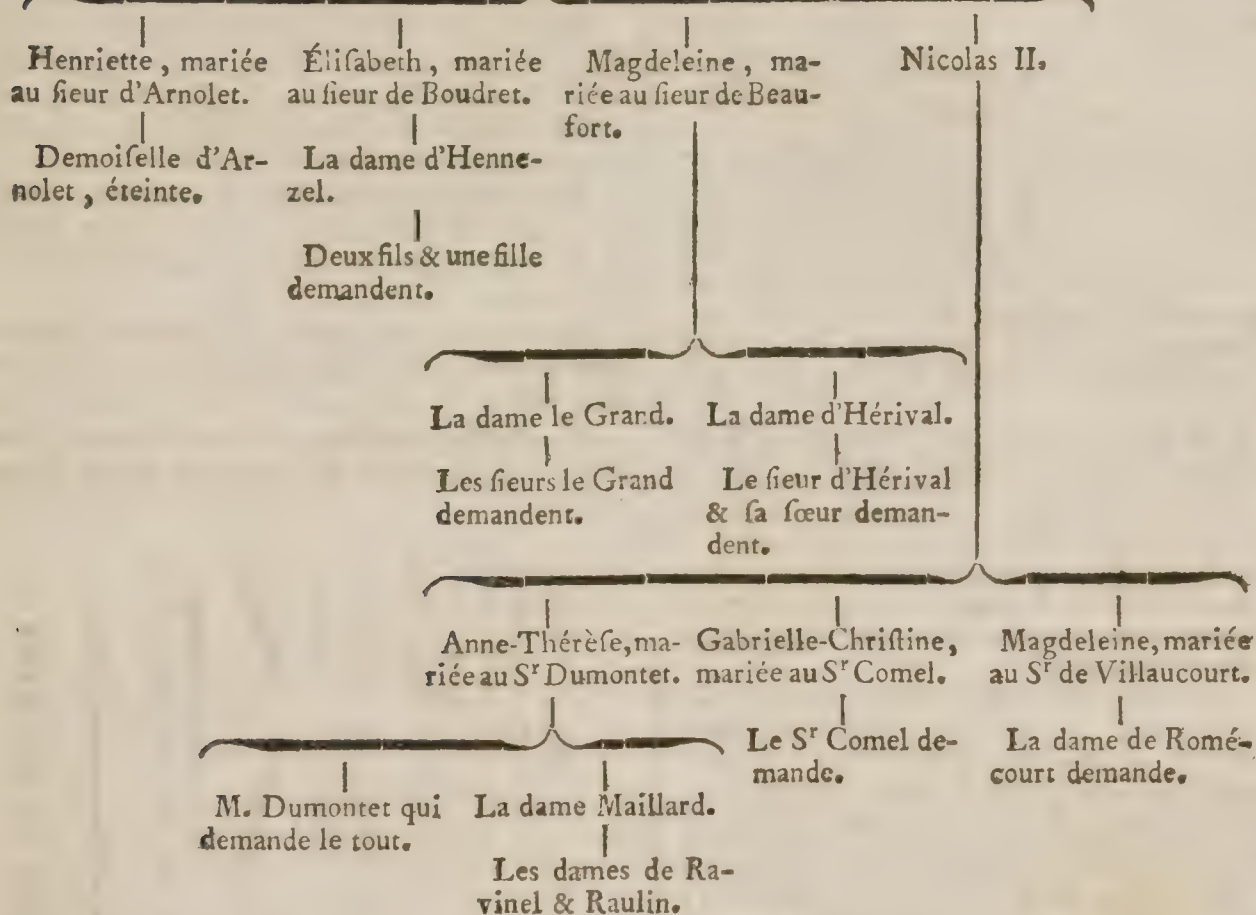 Henriette, mariée
au ſieur d'Arnolet.
Éliſabeth, mariée
au ſieur de Boudret.
Magdeleine, ma-
riée au ſieur de Beau-
fort.
Nicolas II.
Demoiſelle d'Ar-
nolet, éteinte.
La dame d'Henne-
zel.
Deux fils & une fille
demandent.
La dame le Grand.
La dame d'Hérival.
Les ſieurs le Grand
demandent.
Le ſieur d'Hérival
& ſa ſœur deman-
dent.
Anne-Thérèſe, ma-
riée au Sʳ Dumontet.
Gabrielle-Chriſtine,
mariée au Sʳ Comel.
Magdeleine, mariée
au Sʳ de Villaucourt.
Le Sʳ Comel de-
mande.
La dame de Romé-
court demande.
M. Dumontet qui
demande le tout.
La dame Maillard.
Les dames de Ra-
vinel & Raulin.